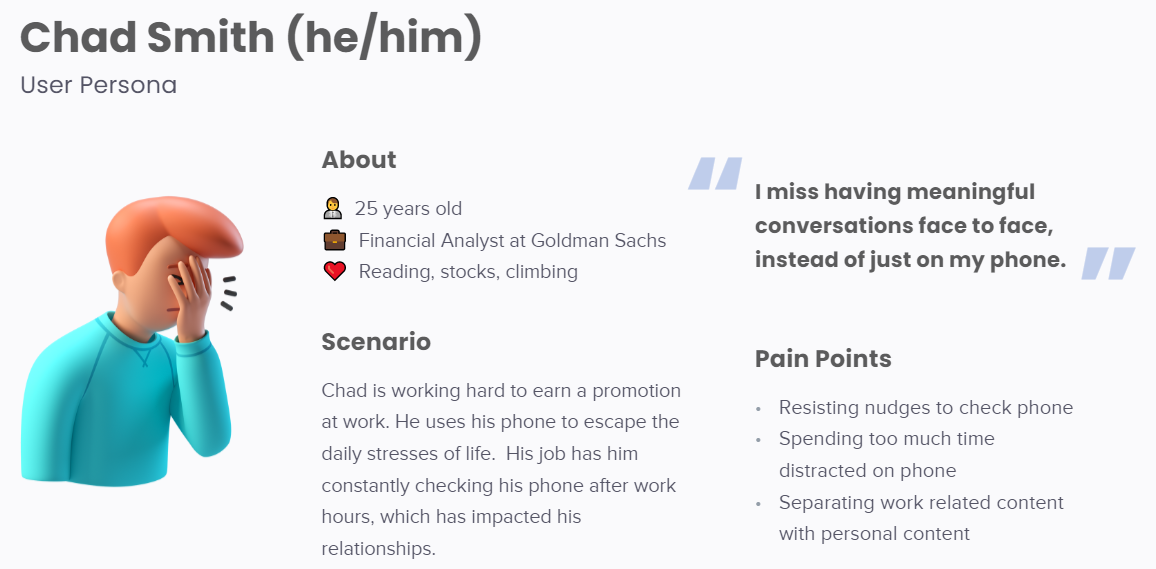 Chad Smith (he/him)
User Persona
About
25 years old
Financial Analyst at Goldman Sachs
Reading, stocks, climbing
Scenario
Chad is working hard to earn a promotion
at work. He uses his phone to escape the
daily stresses of life.  His job has him
constantly checking his phone after work
hours, which has impacted his
relationships.
"I miss having meaningful
conversations face to face,
instead of just on my phone."
Pain Points
• Resisting nudges to check phone
• Spending too much time
distracted on phone
• Separating work related content
with personal content